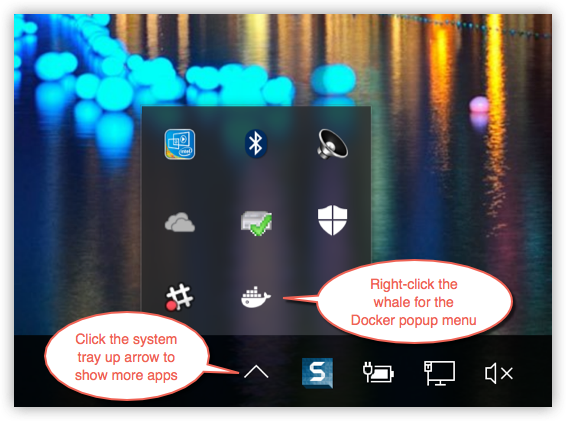 Right-click the
whale for the
Docker popup menu
Click the system
tray up arrow to
show more apps